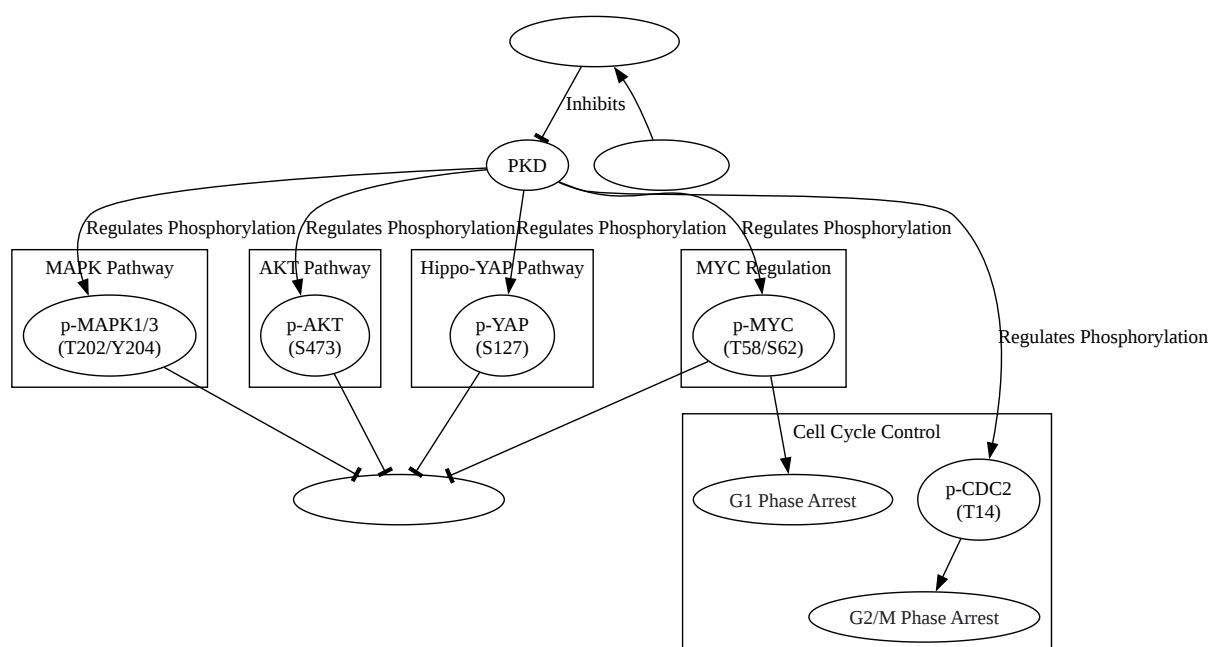 Inhibits
PKD
Regulates Phosphorylation
Regulates Phosphorylation
Regulates Phosphorylation
Regulates Phosphorylation
MAPK Pathway
AKT Pathway
Hippo-YAP Pathway
MYC Regulation
p-MAPK1/3
(T202/Y204)
p-AKT
(S473)
p-YAP
(S127)
p-MYC
(T58/S62)
Regulates Phosphorylation
Cell Cycle Control
G1 Phase Arrest
p-CDC2
(T14)
G2/M Phase Arrest